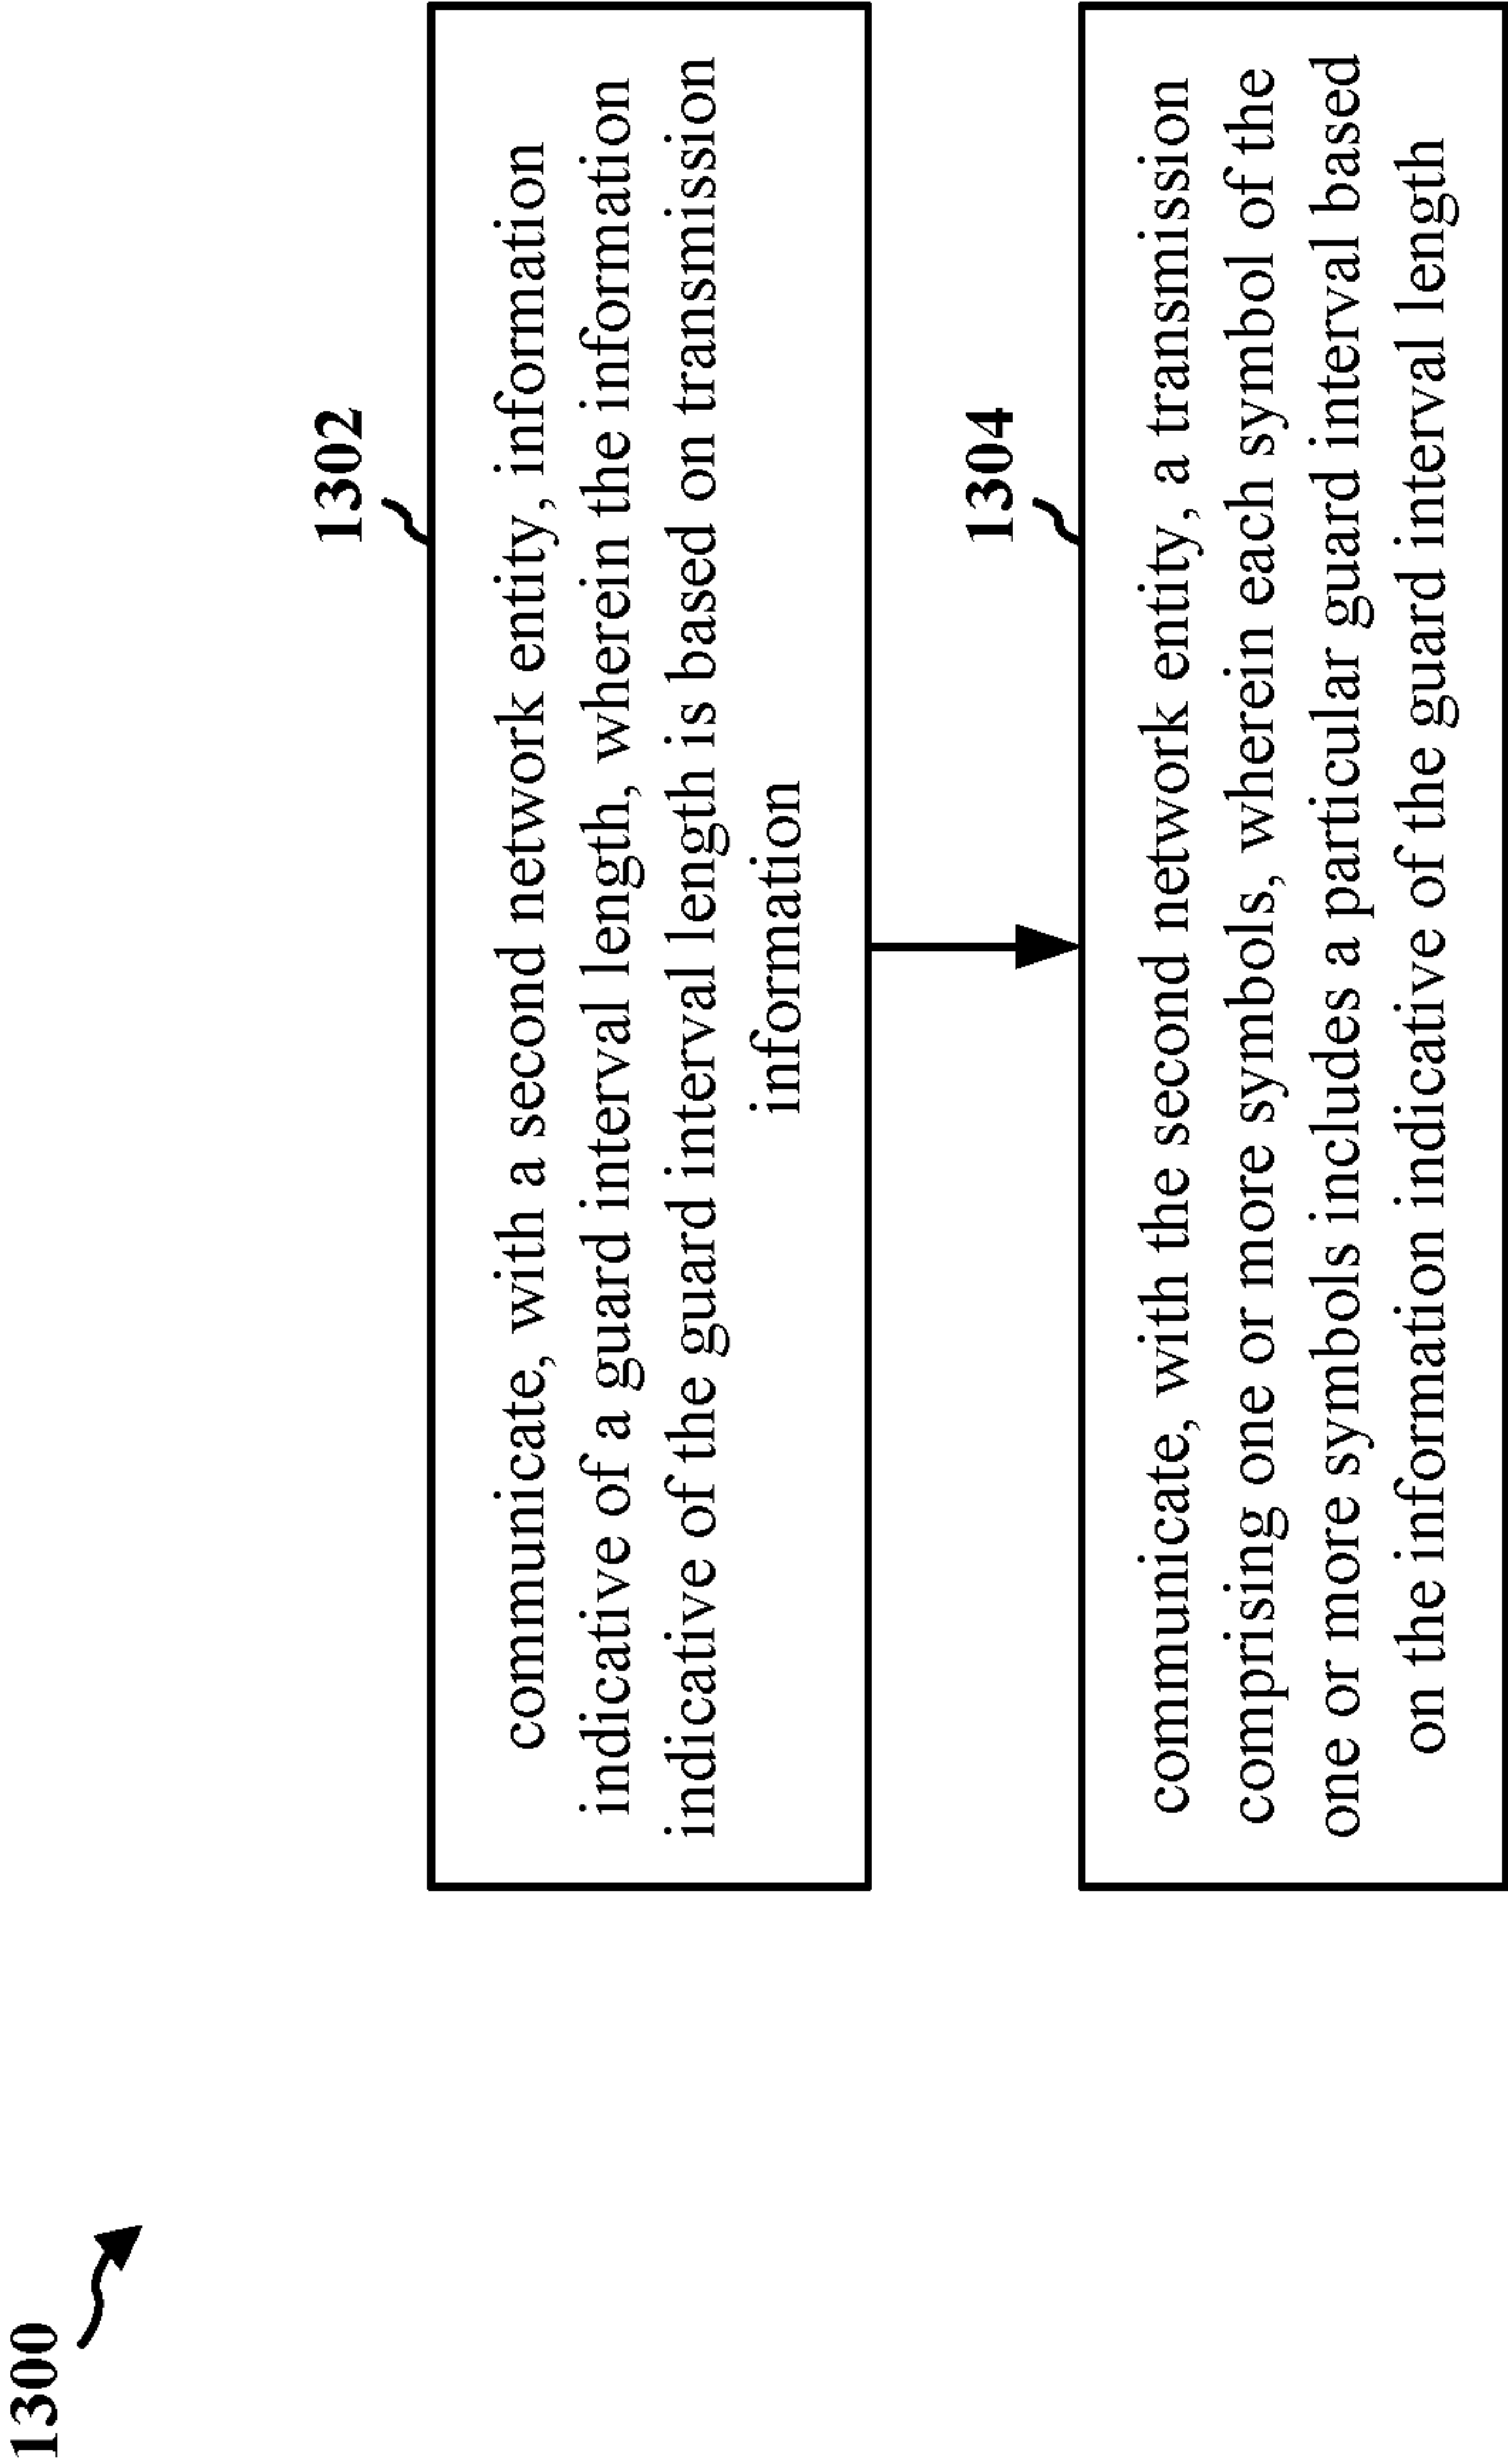 1300
1302
communicate, with a second network entity, information
indicative of a guard interval length, wherein the information
indicative of the guard interval length is based on transmission
information
1304
communicate, with the second network entity, a transmission
comprising one or more symbols, wherein each symbol of the
one or more symbols includes a particular guard interval based
on the information indicative of the guard interval length